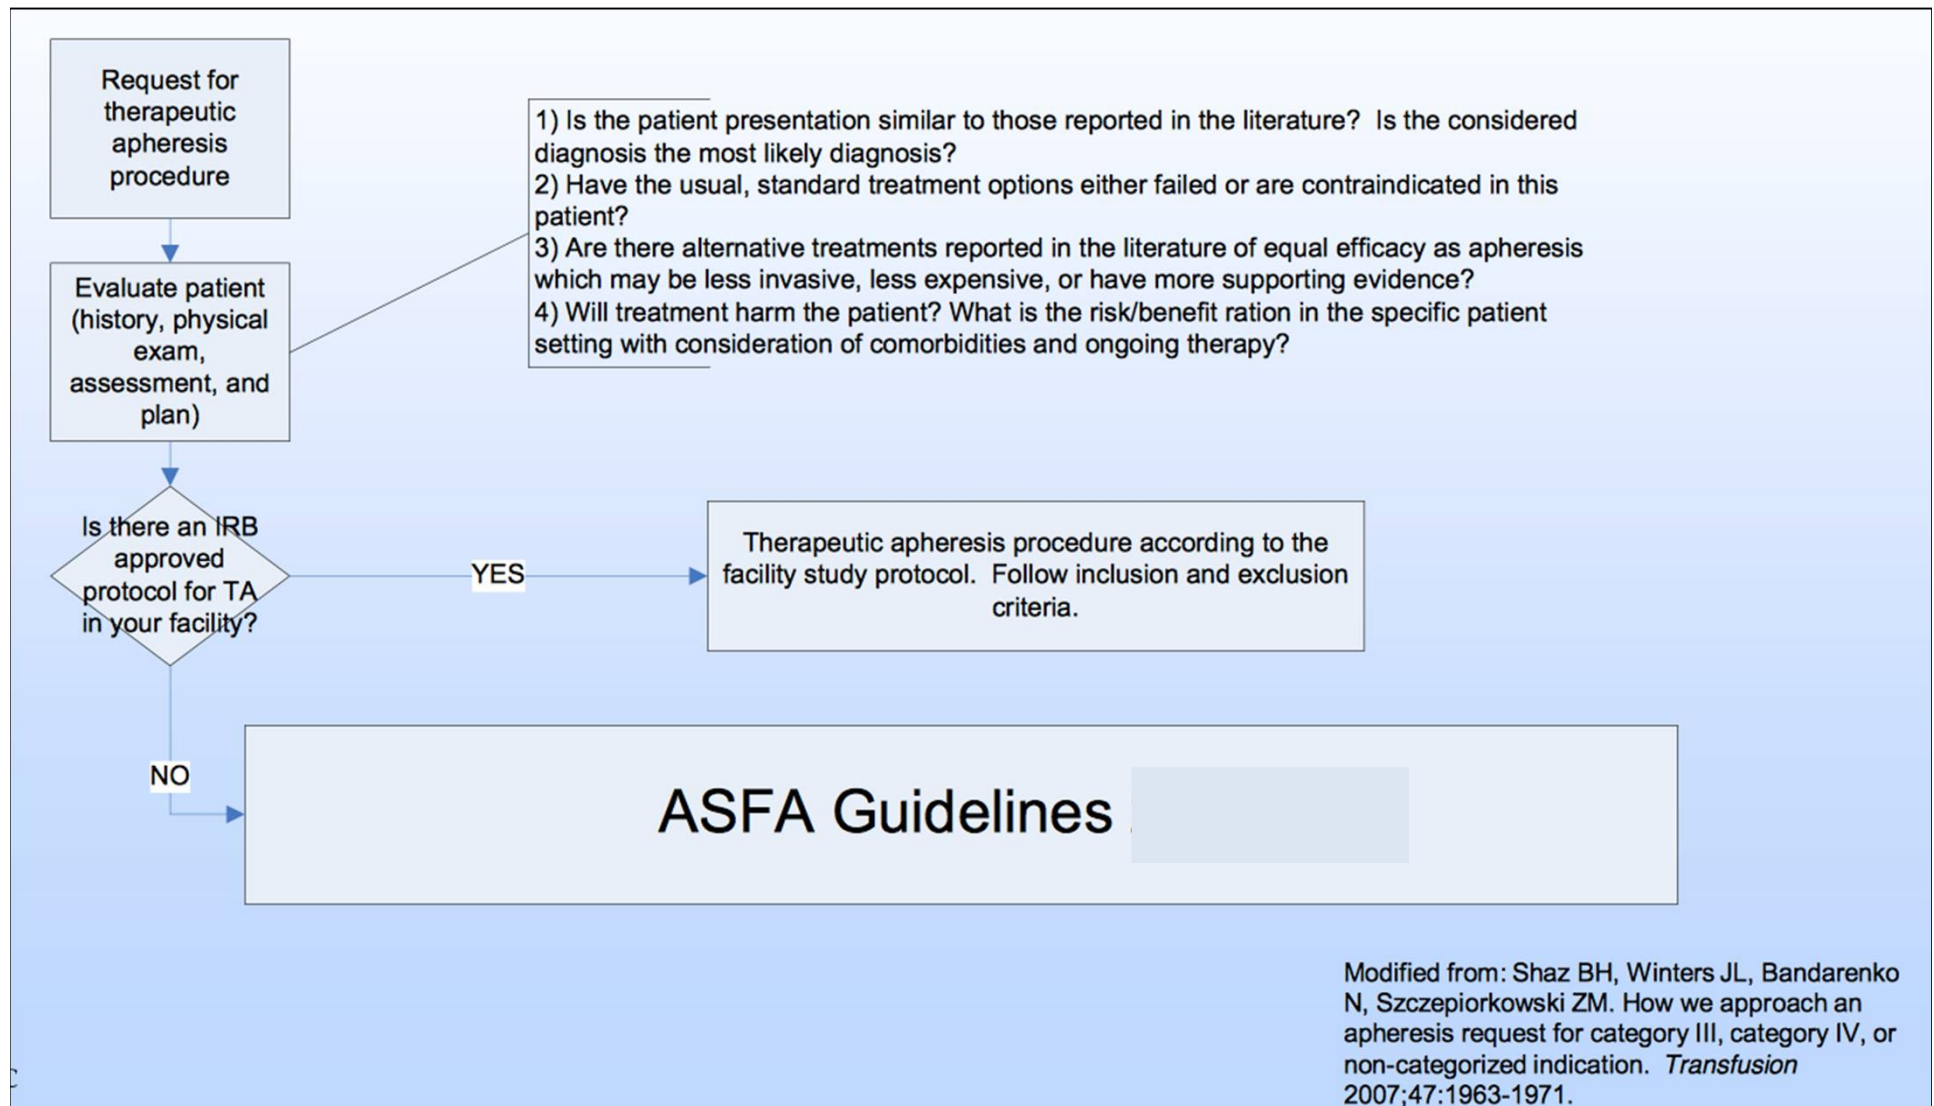 Request for
therapeutic
apheresis
procedure
1) Is the patient presentation similar to those reported in the literature?  Is the considered
diagnosis the most likely diagnosis?
2) Have the usual, standard treatment options either failed or are contraindicated in this
patient?
3) Are there alternative treatments reported in the literature of equal efficacy as apheresis
which may be less invasive, less expensive, or have more supporting evidence?
4) Will treatment harm the patient? What is the risk/benefit ration in the specific patient
setting with consideration of comorbidities and ongoing therapy?
Evaluate patient
(history, physical
exam,
assessment, and
plan)
Is there an IRB
approved
protocol for TA
in your facility?
YES
Therapeutic apheresis procedure according to the
facility study protocol.  Follow inclusion and exclusion
criteria.
NO
ASFA Guidelines
Modified from: Shaz BH, Winters JL, Bandarenko
N, Szczepiorkowski ZM. How we approach an
apheresis request for category III, category IV, or
non-categorized indication.  Transfusion
2007;47:1963-1971.